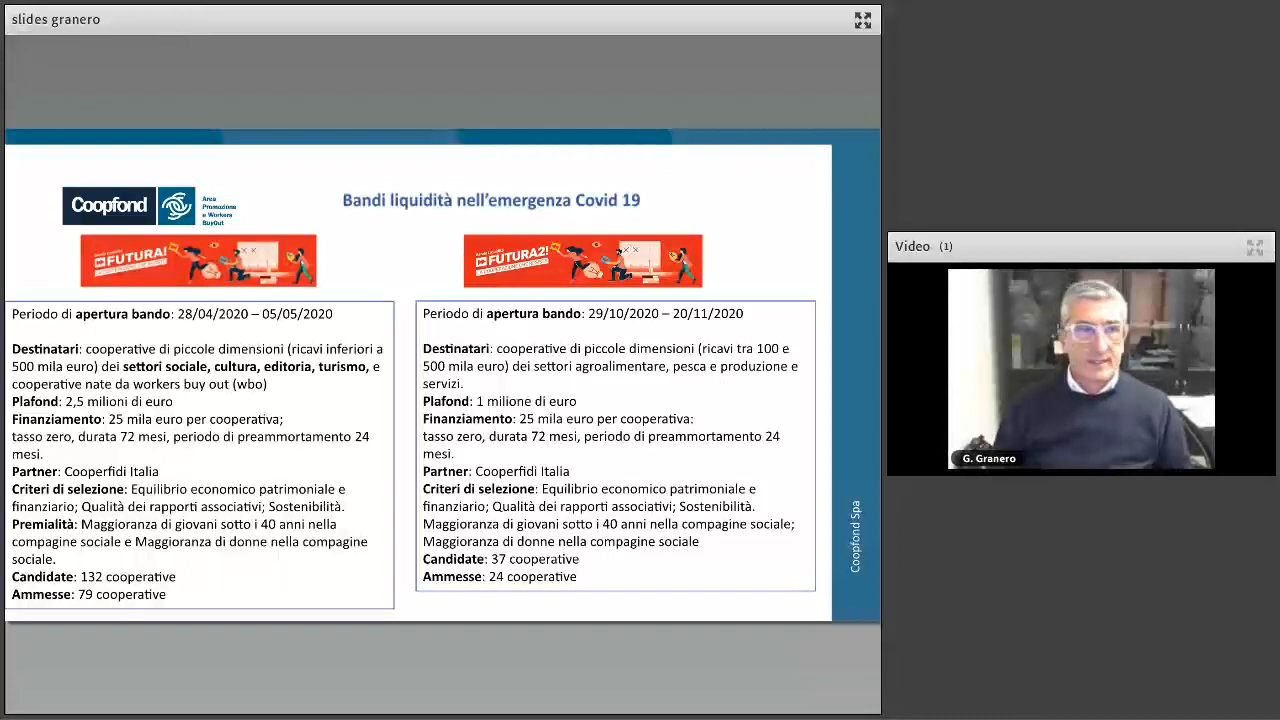 slides granero
Coopfond
Area
Promozione
e Workers
BuyOut
Bandi liquidità nell'emergenza Covid 19
FUTURA!
FUTURA2!
Periodo di apertura bando: 28/04/2020 – 05/05/2020
Destinatari: cooperative di piccole dimensioni (ricavi inferiori a
500 mila euro) dei settori sociale, cultura, editoria, turismo, e
cooperative nate da workers buy out (wbo)
Plafond: 2,5 milioni di euro
Finanziamento: 25 mila euro per cooperativa;
tasso zero, durata 72 mesi, periodo di preammortamento 24
mesi.
Partner: Cooperfidi Italia
Criteri di selezione: Equilibrio economico patrimoniale e
finanziario; Qualità dei rapporti associativi; Sostenibilità.
Premialità: Maggioranza di giovani sotto i 40 anni nella
compagine sociale e Maggioranza di donne nella compagine
sociale.
Candidate: 132 cooperative
Ammesse: 79 cooperative
Periodo di apertura bando: 29/10/2020 – 20/11/2020
Destinatari: cooperative di piccole dimensioni (ricavi tra 100 e
500 mila euro) dei settori agroalimentare, pesca e produzione e
servizi.
Plafond: 1 milione di euro
Finanziamento: 25 mila euro per cooperativa:
tasso zero, durata 72 mesi, periodo di preammortamento 24
mesi.
Partner: Cooperfidi Italia
Criteri di selezione: Equilibrio economico patrimoniale e
finanziario; Qualità dei rapporti associativi; Sostenibilità.
Maggioranza di giovani sotto i 40 anni nella compagine sociale;
Maggioranza di donne nella compagine sociale
Candidate: 37 cooperative
Ammesse: 24 cooperative
Coopfond Spa
Video (1)
G. Granero